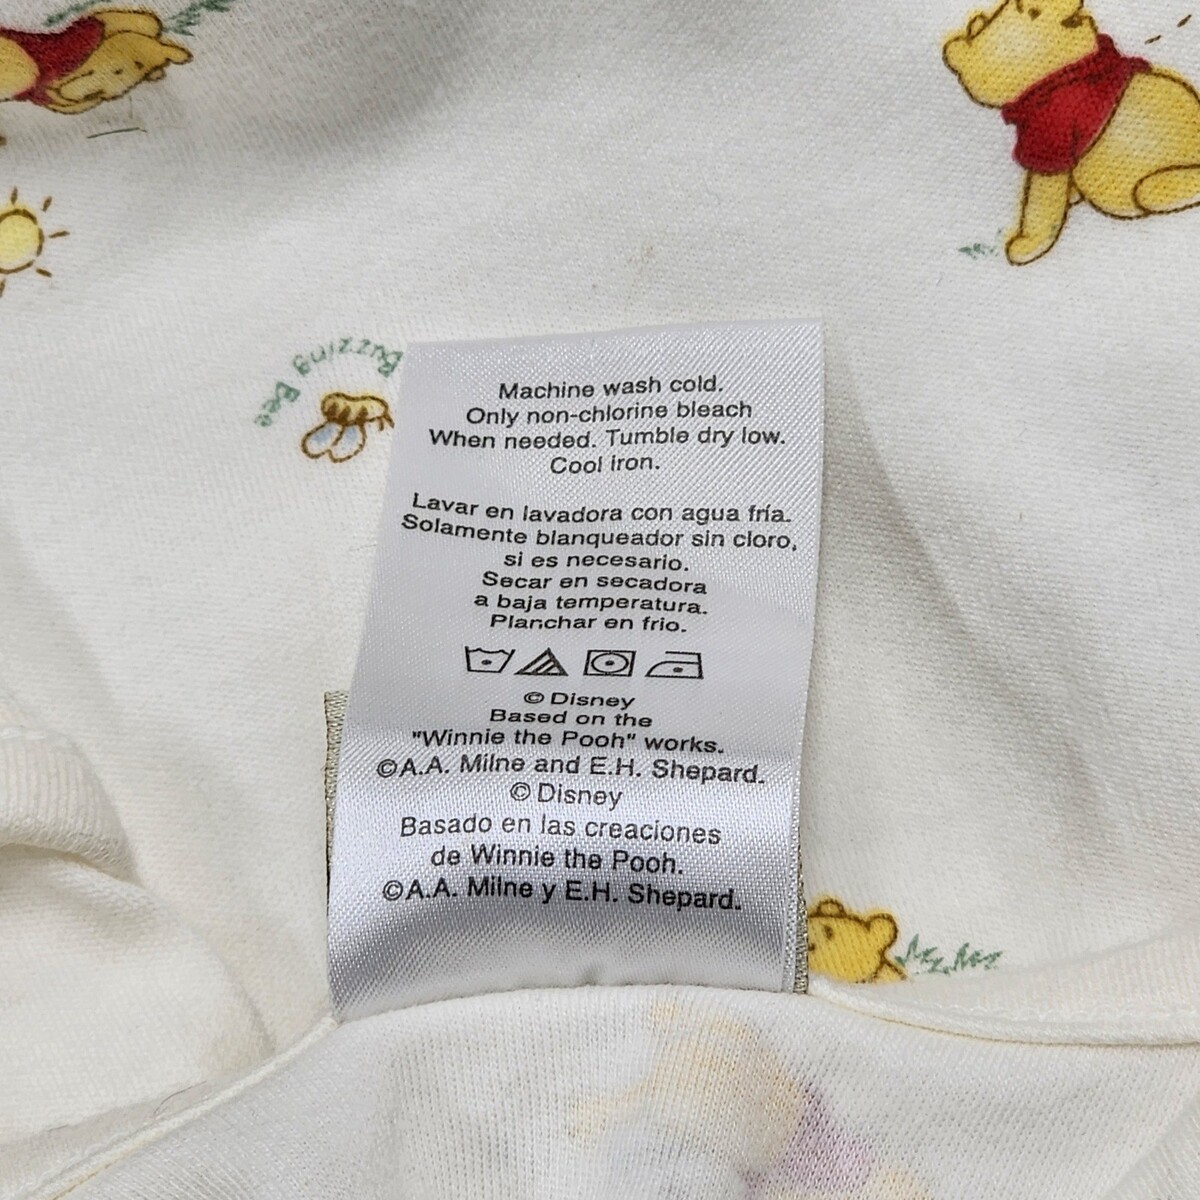 Buzzing Bee
Machine wash cold.
Only non-chlorine bleach
When needed. Tumble dry low.
Cool iron.
Lavar en lavadora con agua fría.
Solamente blanqueador sin cloro,
si es necesario.
Secar en secadora
a baja temperatura.
Planchar en frio.
© Disney
Based on the
"Winnie the Pooh" works.
©A.A. Milne and E.H. Shepard.
© Disney
Basado en las creaciones
de Winnie the Pooh.
©A.A. Milne y E.H. Shepard.